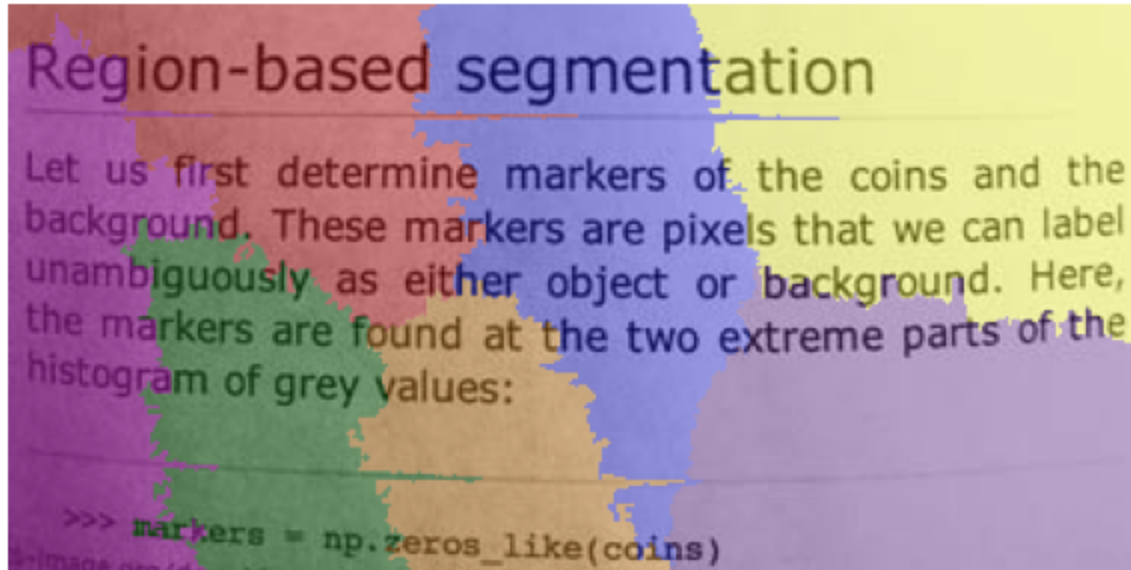 Region-based segmentation
Let us first determine markers of the coins and the
background. These markers are pixels that we can label
unambiguously as either object or background. Here,
the markers are found at the two extreme parts of the
histogram of grey values:
>>> markers = np.zeros_like(coins)